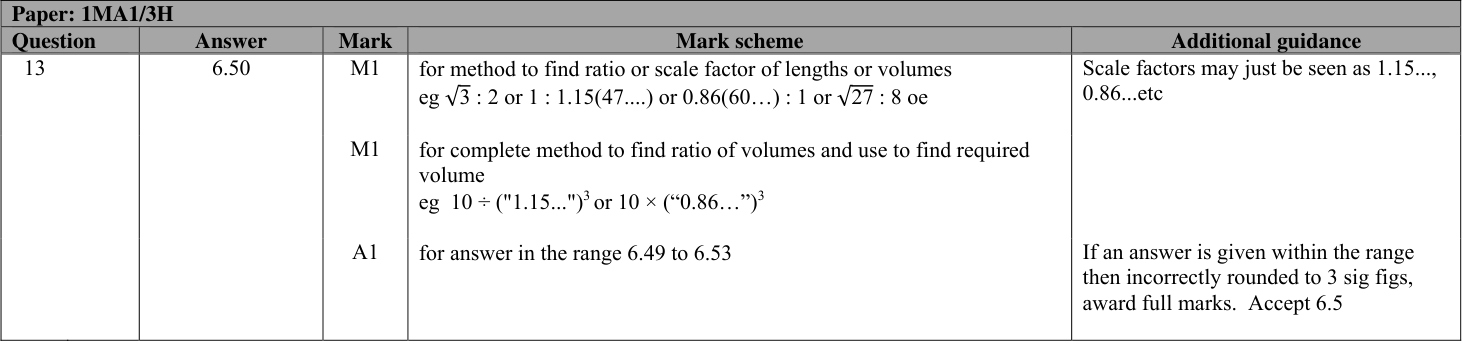 Paper: 1MA1/3H
Question Answer Mark Mark scheme Additional guidance
13 6.50 M1 for method to find ratio or scale factor of lengths or volumes Scale factors may just be seen as 1.15...,
eg √3 : 2 or 1 : 1.15(47....) or 0.86(60…) : 1 or √27 : 8 oe 0.86...etc
M1 for complete method to find ratio of volumes and use to find required
volume
eg 10 ÷ ("1.15...")³ or 10 × (“0.86…”)³
A1 for answer in the range 6.49 to 6.53 If an answer is given within the range
then incorrectly rounded to 3 sig figs,
award full marks. Accept 6.5